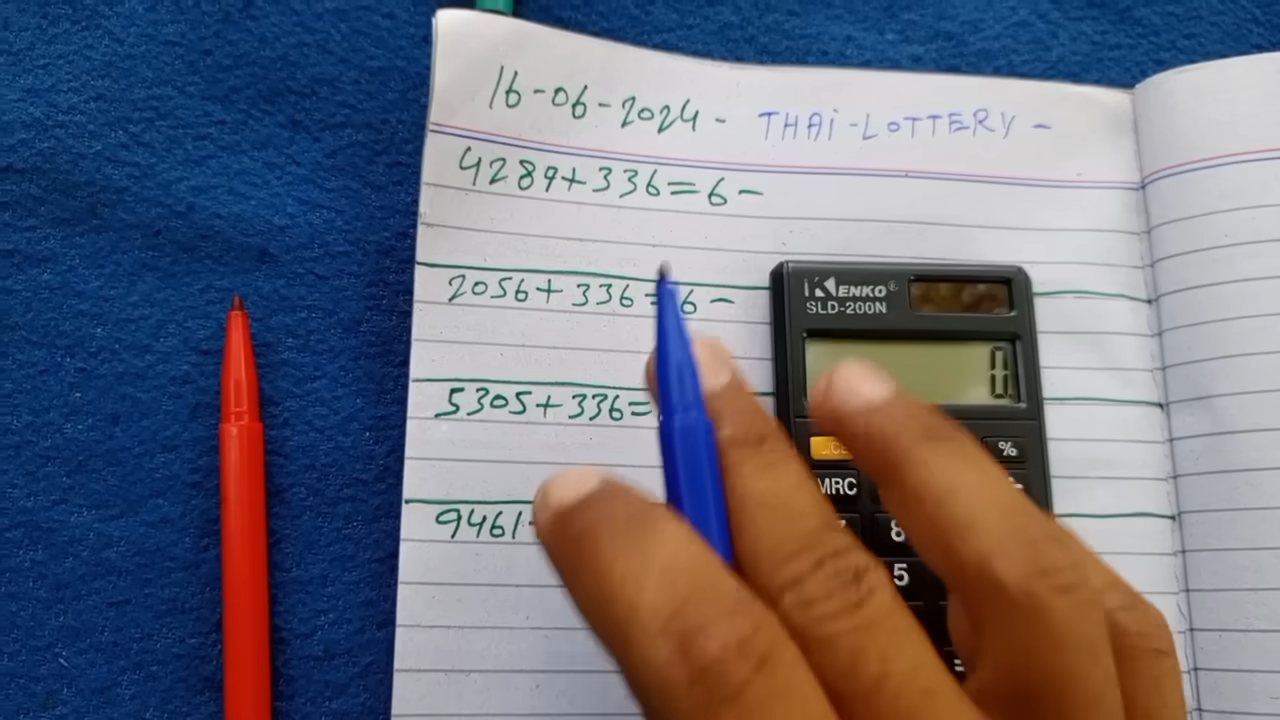 16-06-2024- THAi-LOTTERY -
4289+336=6-
2056+336=6-
5305+336=
9461
KENKO®
SLD-200N
0.
%
MRC
8
5
=